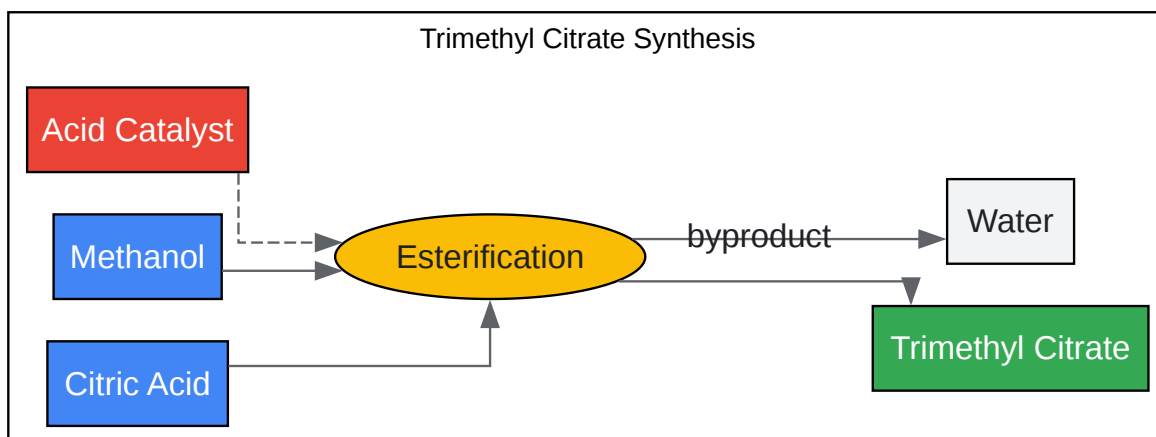 Trimethyl Citrate Synthesis
Acid Catalyst
Methanol
Citric Acid
Esterification
byproduct
Water
Trimethyl Citrate